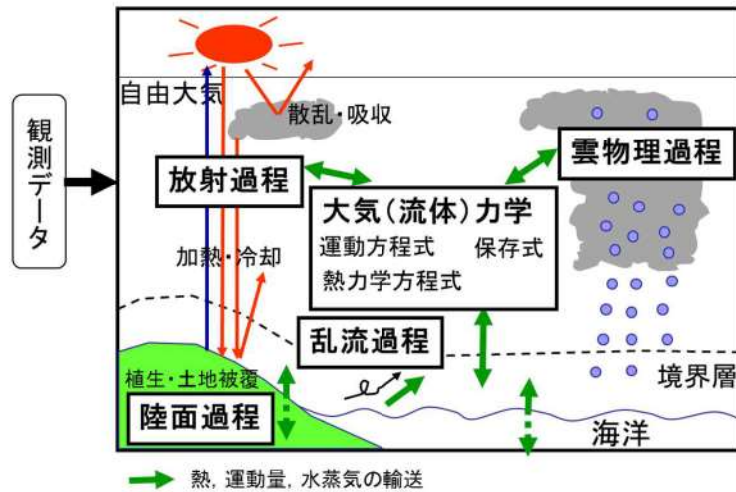 観測データ
自由大気
散乱・吸収
放射過程
雲物理過程
大気(流体)力学
運動方程式 保存式
熱力学方程式
加熱・冷却
乱流過程
植生・土地被覆
境界層
陸面過程
海洋
熱, 運動量, 水蒸気の輸送